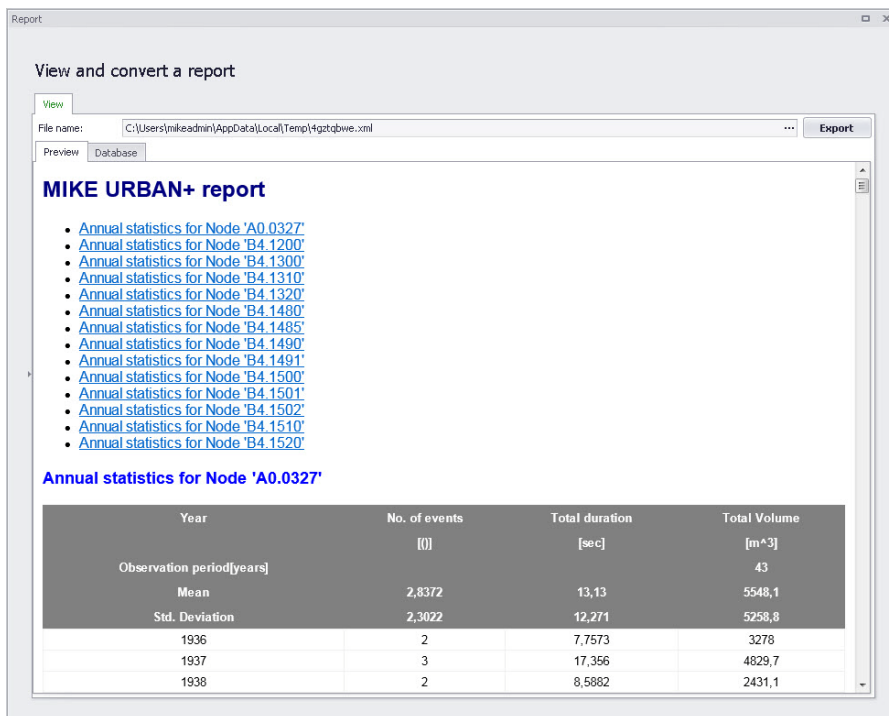 Report
View and convert a report
View
File name: C:\Users\mikeadmin\AppData\Local\Temp\4gztqbwe.xml ... Export
Preview Database
MIKE URBAN+ report
• Annual statistics for Node 'A0.0327'
• Annual statistics for Node 'B4.1200'
• Annual statistics for Node 'B4.1300'
• Annual statistics for Node 'B4.1310'
• Annual statistics for Node 'B4.1320'
• Annual statistics for Node 'B4.1480'
• Annual statistics for Node 'B4.1485'
• Annual statistics for Node 'B4.1490'
• Annual statistics for Node 'B4.1491'
• Annual statistics for Node 'B4.1500'
• Annual statistics for Node 'B4.1501'
• Annual statistics for Node 'B4.1502'
• Annual statistics for Node 'B4.1510'
• Annual statistics for Node 'B4.1520'
Annual statistics for Node 'A0.0327'
Year No. of events Total duration Total Volume
[()] [sec] [m^3]
Observation period[years] 43
Mean 2,8372 13,13 5548,1
Std. Deviation 2,3022 12,271 5258,8
1936 2 7,7573 3278
1937 3 17,356 4829,7
1938 2 8,5882 2431,1